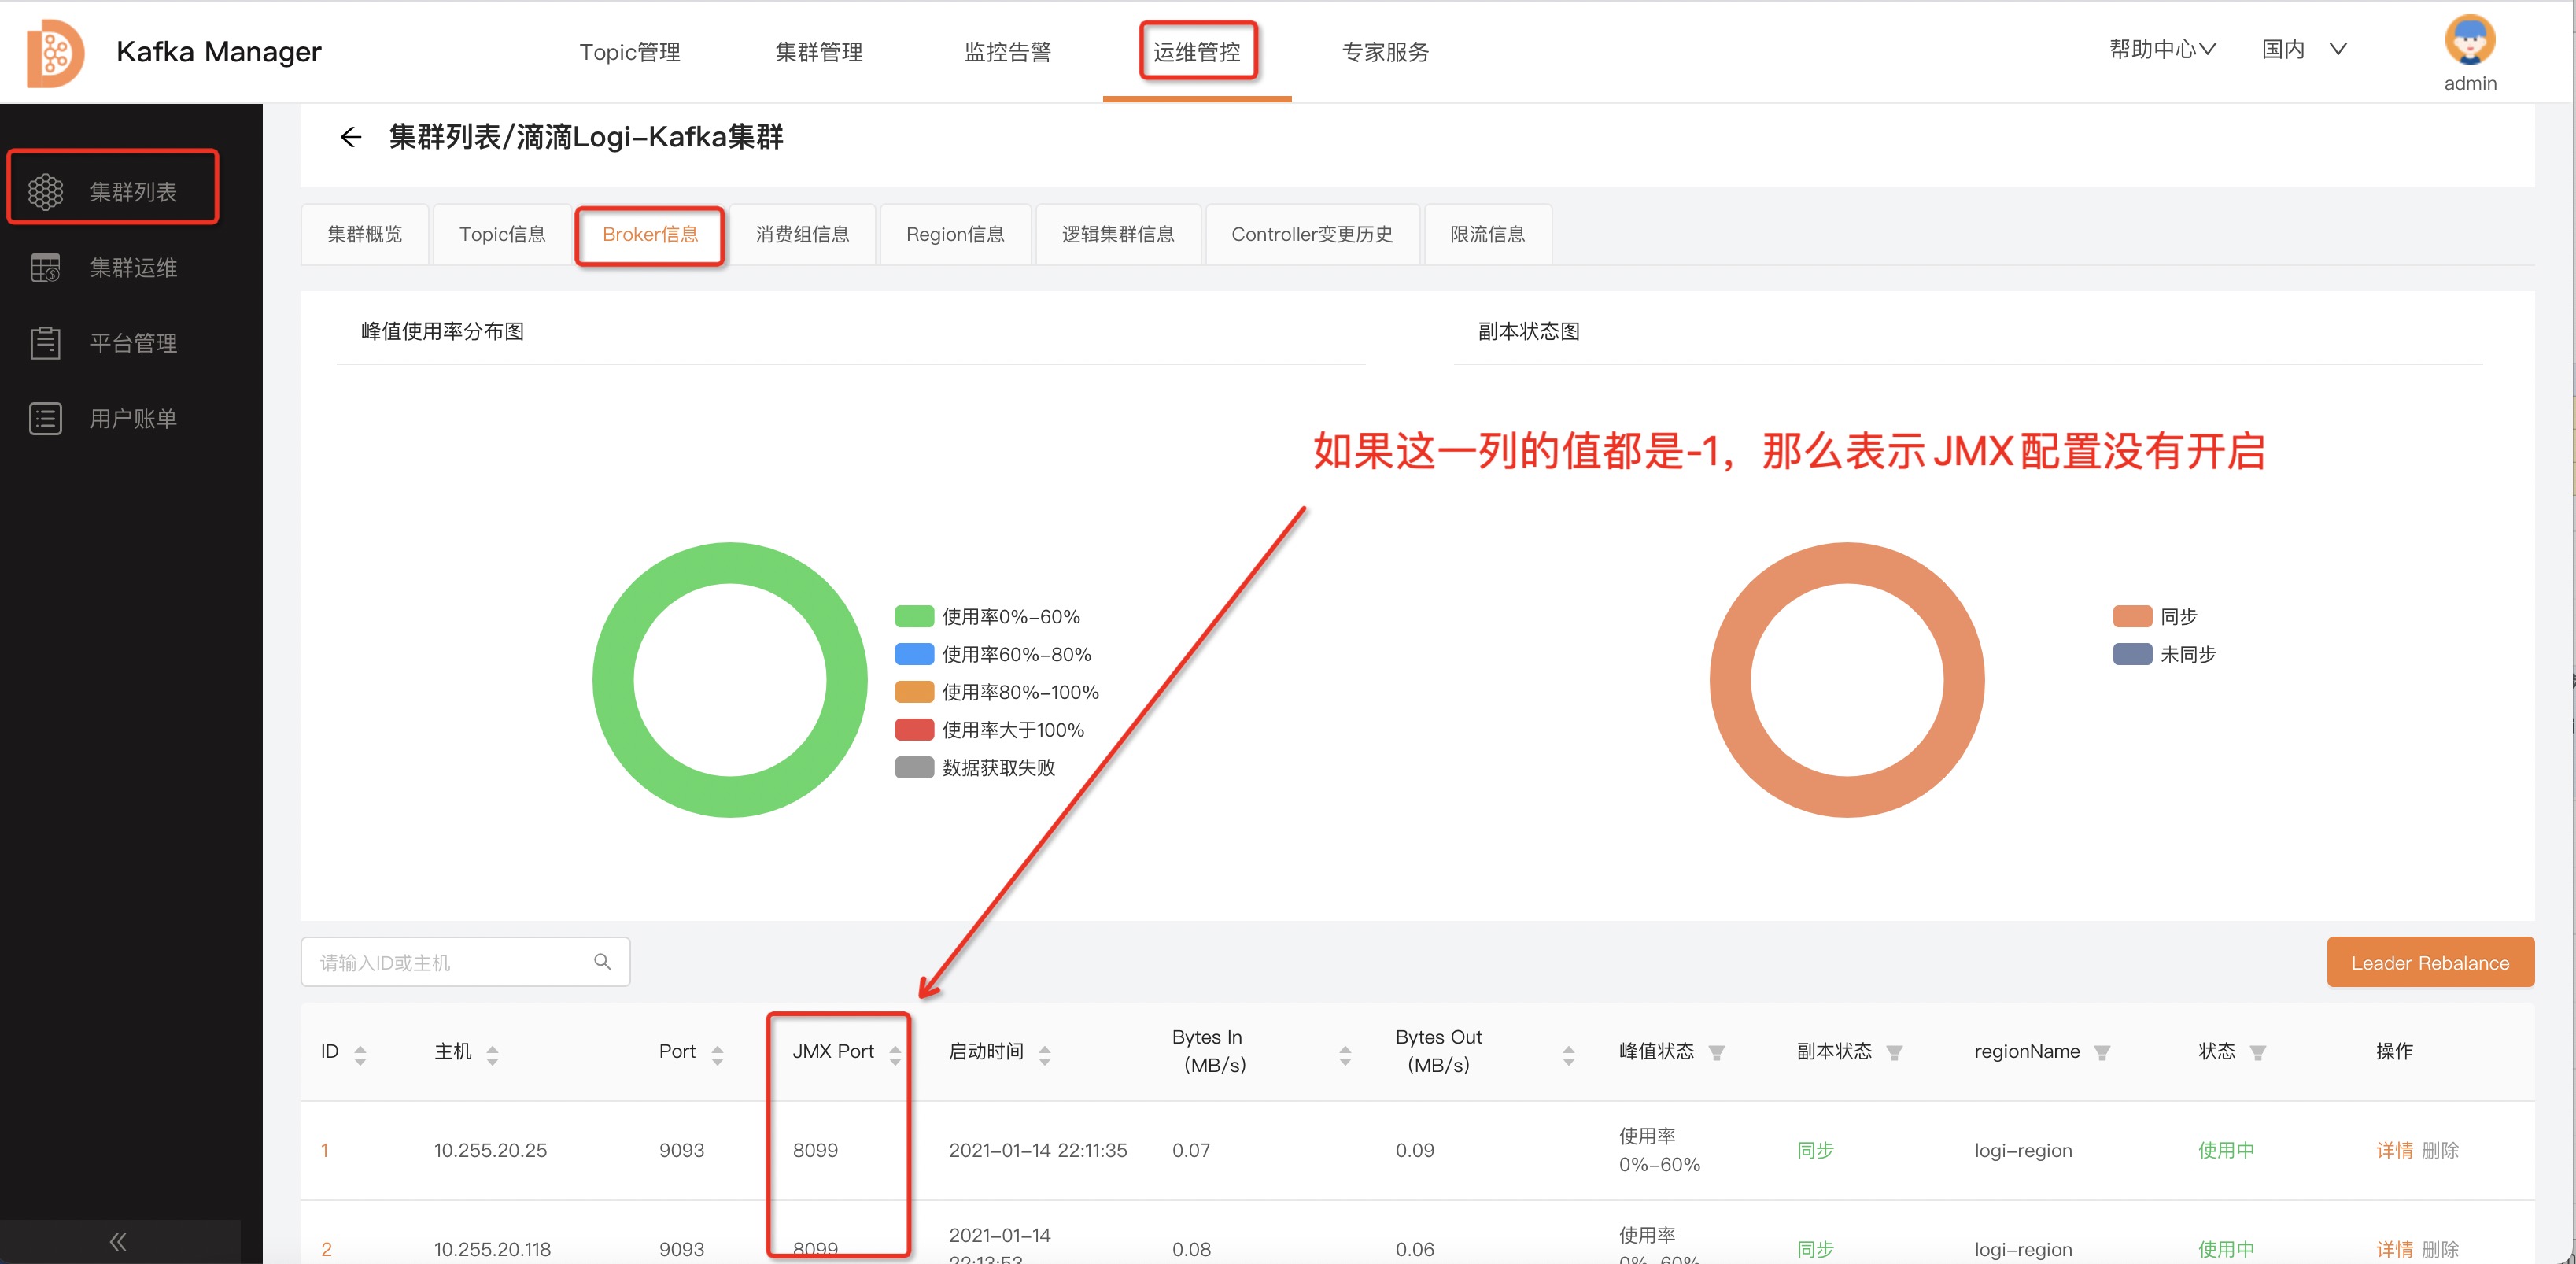 Kafka Manager
Topic管理
集群管理
监控告警
运维管控
专家服务
帮助中心
国内
admin
集群列表
集群运维
平台管理
用户账单
集群列表/滴滴Logi-Kafka集群
集群概览
Topic信息
Broker信息
消费组信息
Region信息
逻辑集群信息
Controller变更历史
限流信息
峰值使用率分布图
副本状态图
如果这一列的值都是-1，那么表示JMX配置没有开启
使用率0%-60%
使用率60%-80%
使用率80%-100%
使用率大于100%
数据获取失败
同步
未同步
请输入ID或主机
Leader Rebalance
ID 主机 Port JMX Port 启动时间 Bytes In (MB/s) Bytes Out (MB/s) 峰值状态 副本状态 regionName 状态 操作
1 10.255.20.25 9093 8099 2021-01-14 22:11:35 0.07 0.09 使用率 0%-60% 同步 logi-region 使用中 详情 删除
2 10.255.20.118 9093 8099 2021-01-14 22:13:53 0.08 0.06 使用率 0%-60% 同步 logi-region 使用中 详情 删除